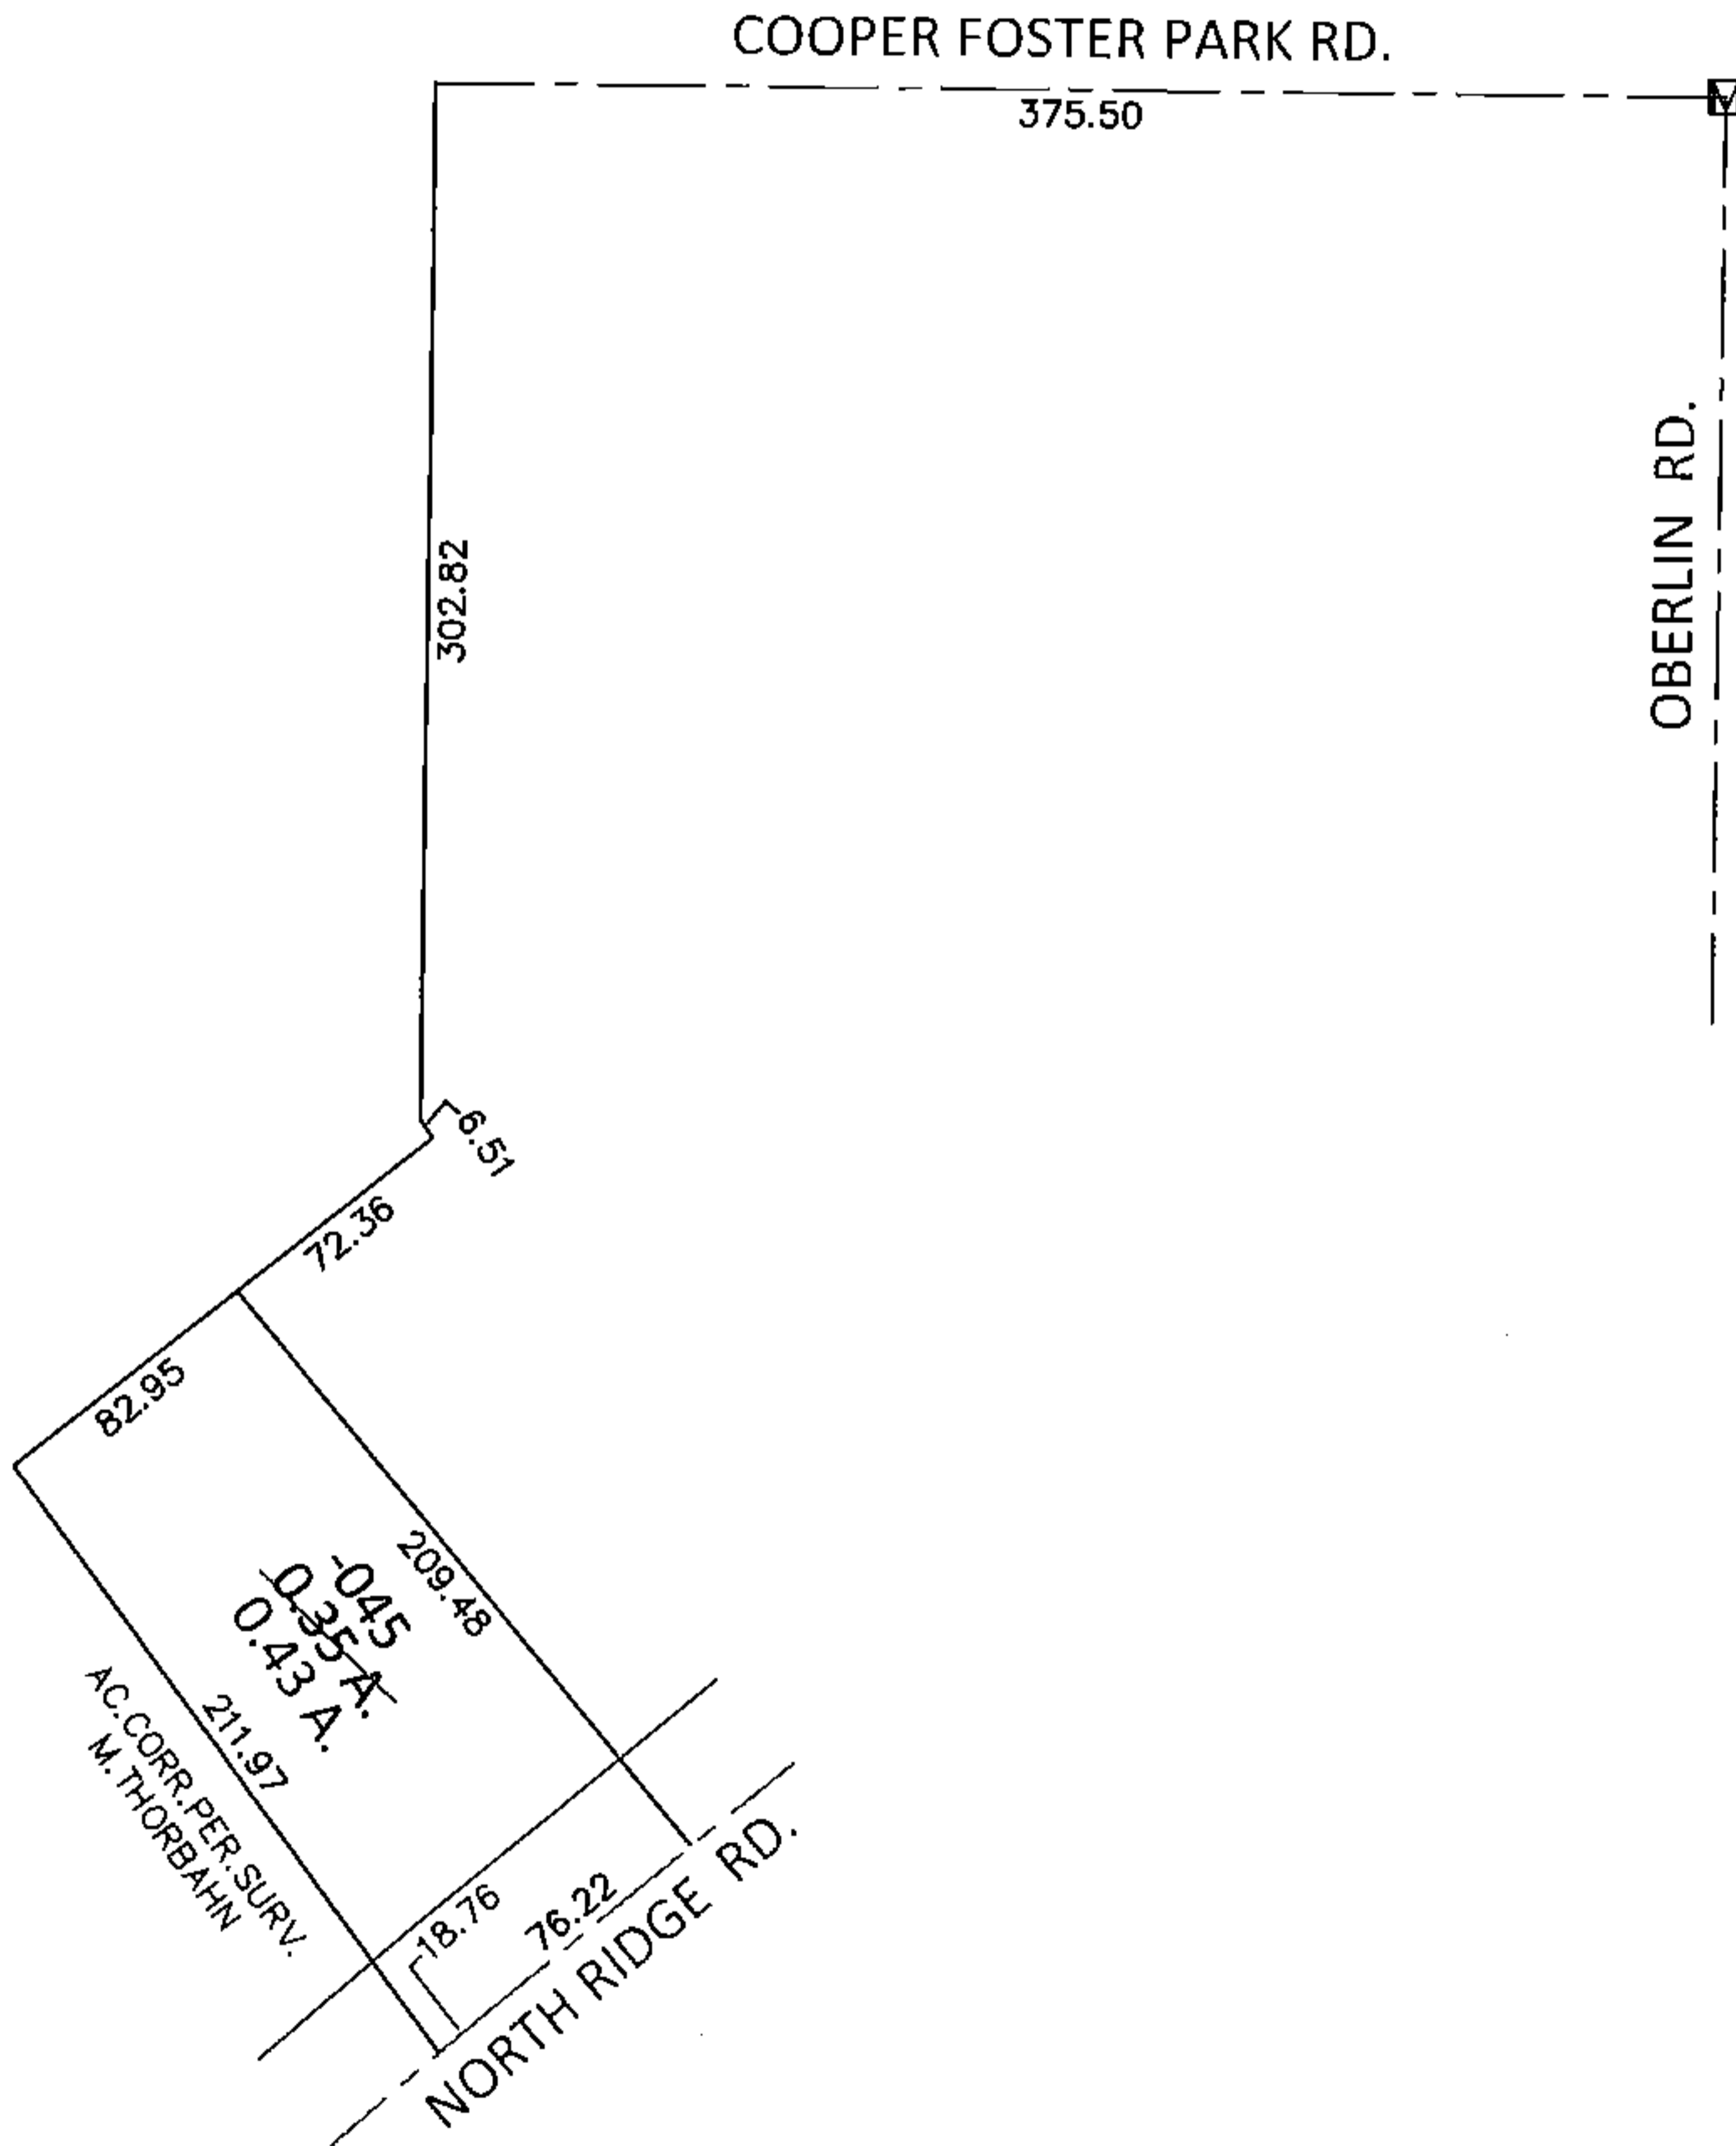 COOPER FOSTER PARK RD.
375.50
OBERLIN RD.
302.82
6.51
72.36
82.95
209.48
-045
0.35 A.
0.43 A.
211.97
AC.CORR.PER.SURV.
M.THORBAHN
18.76
76.22
NORTH RIDGE RD.